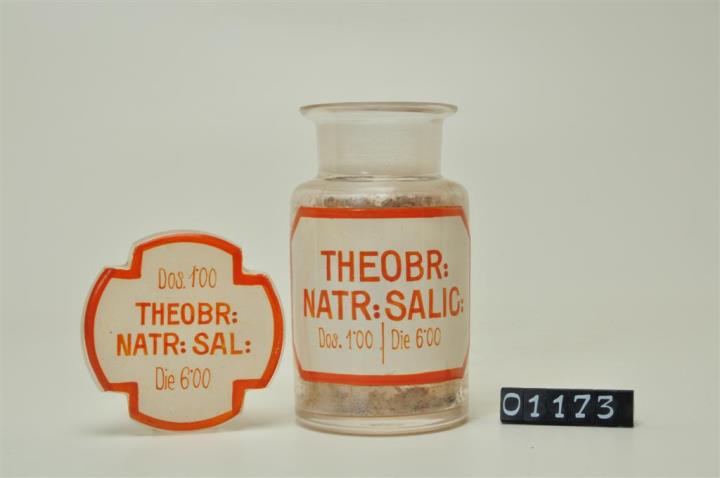 Dos. 1·00
THEOBR:
NATR: SAL:
Die 6·00
THEOBR:
NATR: SALIC:
Dos. 1·00 | Die 6·00
01173